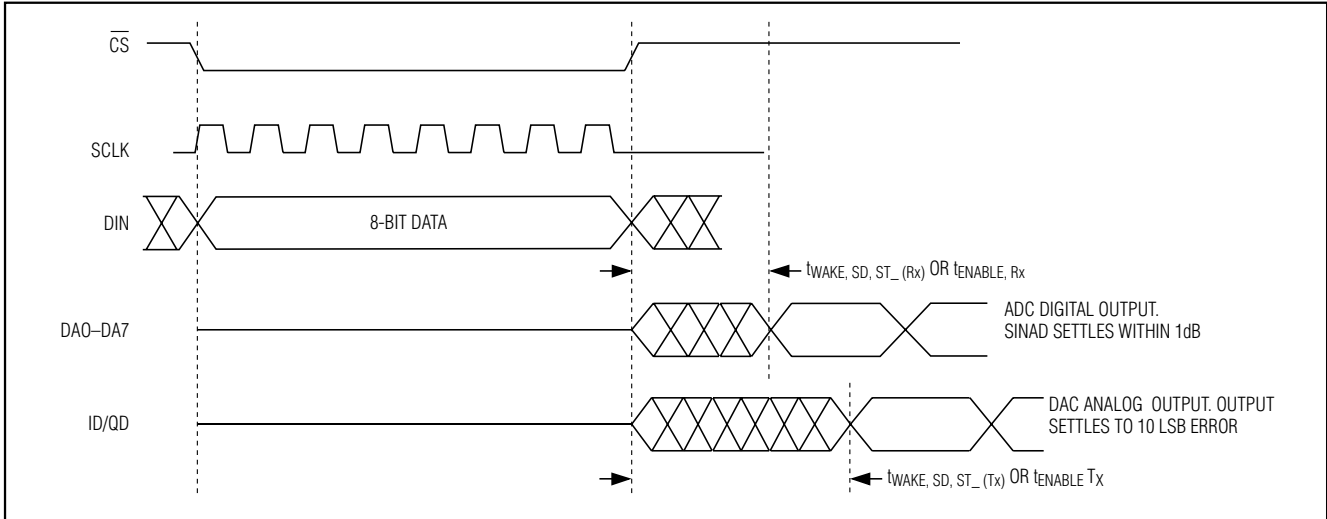 CS
SCLK
DIN
8-BIT DATA
tWAKE, SD, ST_ (Rx) OR tENABLE, Rx
DA0–DA7
ADC DIGITAL OUTPUT.
SINAD SETTLES WITHIN 1dB
ID/QD
DAC ANALOG OUTPUT. OUTPUT
SETTLES TO 10 LSB ERROR
tWAKE, SD, ST_ (Tx) OR tENABLE TX